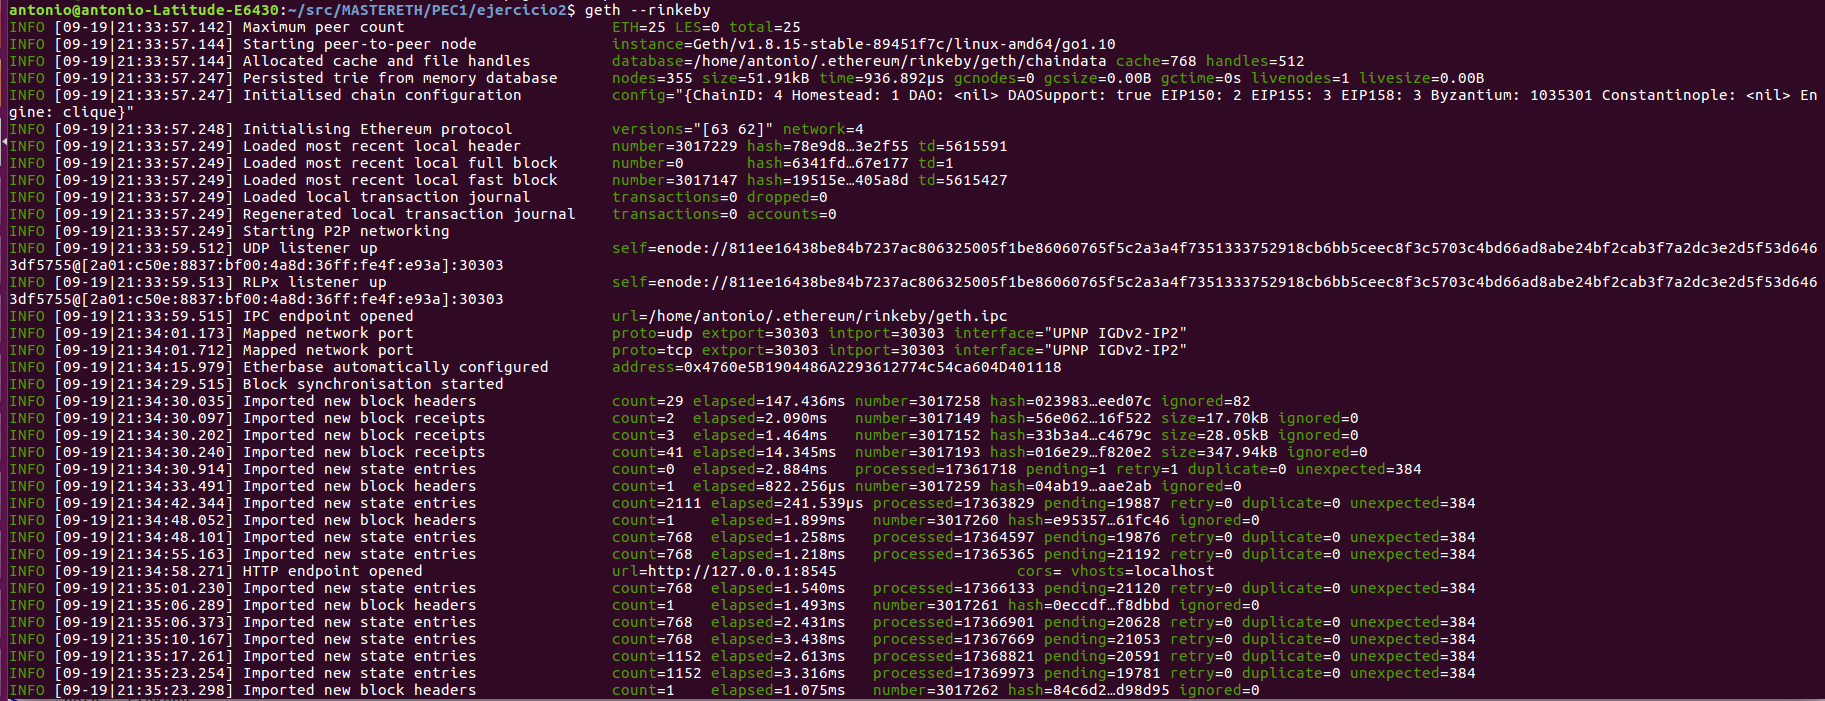 antonio@antonio-Latitude-E6430:~/src/MASTERETH/PEC1/ejercicio2$ geth --rinkeby
INFO [09-19|21:33:57.142] Maximum peer count ETH=25 LES=0 total=25
INFO [09-19|21:33:57.144] Starting peer-to-peer node instance=Geth/v1.8.15-stable-89451f7c/linux-amd64/go1.10
INFO [09-19|21:33:57.144] Allocated cache and file handles database=/home/antonio/.ethereum/rinkeby/geth/chaindata cache=768 handles=512
INFO [09-19|21:33:57.247] Persisted trie from memory database nodes=355 size=51.91kB time=936.892µs gcnodes=0 gcsize=0.00B gctime=0s livenodes=1 livesize=0.00B
INFO [09-19|21:33:57.247] Initialised chain configuration config="{ChainID: 4 Homestead: 1 DAO: <nil> DAOSupport: true EIP150: 2 EIP155: 3 EIP158: 3 Byzantium: 1035301 Constantinople: <nil> En
gine: clique}"
INFO [09-19|21:33:57.248] Initialising Ethereum protocol versions="[63 62]" network=4
INFO [09-19|21:33:57.249] Loaded most recent local header number=3017229 hash=78e9d8…3e2f55 td=5615591
INFO [09-19|21:33:57.249] Loaded most recent local full block number=0 hash=6341fd…67e177 td=1
INFO [09-19|21:33:57.249] Loaded most recent local fast block number=3017147 hash=19515e…405a8d td=5615427
INFO [09-19|21:33:57.249] Loaded local transaction journal transactions=0 dropped=0
INFO [09-19|21:33:57.249] Regenerated local transaction journal transactions=0 accounts=0
INFO [09-19|21:33:57.249] Starting P2P networking
INFO [09-19|21:33:59.512] UDP listener up self=enode://811ee16438be84b7237ac806325005f1be86060765f5c2a3a4f7351333752918cb6bb5ceec8f3c5703c4bd66ad8abe24bf2cab3f7a2dc3e2d5f53d646
3df5755@[2a01:c50e:8837:bf00:4a8d:36ff:fe4f:e93a]:30303
INFO [09-19|21:33:59.513] RLPx listener up self=enode://811ee16438be84b7237ac806325005f1be86060765f5c2a3a4f7351333752918cb6bb5ceec8f3c5703c4bd66ad8abe24bf2cab3f7a2dc3e2d5f53d646
3df5755@[2a01:c50e:8837:bf00:4a8d:36ff:fe4f:e93a]:30303
INFO [09-19|21:33:59.515] IPC endpoint opened url=/home/antonio/.ethereum/rinkeby/geth.ipc
INFO [09-19|21:34:01.173] Mapped network port proto=udp extport=30303 intport=30303 interface="UPNP IGDv2-IP2"
INFO [09-19|21:34:01.712] Mapped network port proto=tcp extport=30303 intport=30303 interface="UPNP IGDv2-IP2"
INFO [09-19|21:34:15.979] Etherbase automatically configured address=0x4760e5B1904486A2293612774c54ca604D401118
INFO [09-19|21:34:29.515] Block synchronisation started
INFO [09-19|21:34:30.035] Imported new block headers count=29 elapsed=147.436ms number=3017258 hash=023983…eed07c ignored=82
INFO [09-19|21:34:30.097] Imported new block receipts count=2 elapsed=2.090ms number=3017149 hash=56e062…16f522 size=17.70kB ignored=0
INFO [09-19|21:34:30.202] Imported new block receipts count=3 elapsed=1.464ms number=3017152 hash=33b3a4…c4679c size=28.05kB ignored=0
INFO [09-19|21:34:30.240] Imported new block receipts count=41 elapsed=14.345ms number=3017193 hash=016e29…f820e2 size=347.94kB ignored=0
INFO [09-19|21:34:30.914] Imported new state entries count=0 elapsed=2.884ms processed=17361718 pending=1 retry=1 duplicate=0 unexpected=384
INFO [09-19|21:34:33.491] Imported new block headers count=1 elapsed=822.256µs number=3017259 hash=04ab19…aae2ab ignored=0
INFO [09-19|21:34:42.344] Imported new state entries count=2111 elapsed=241.539µs processed=17363829 pending=19887 retry=0 duplicate=0 unexpected=384
INFO [09-19|21:34:48.052] Imported new block headers count=1 elapsed=1.899ms number=3017260 hash=e95357…61fc46 ignored=0
INFO [09-19|21:34:48.101] Imported new state entries count=768 elapsed=1.258ms processed=17364597 pending=19876 retry=0 duplicate=0 unexpected=384
INFO [09-19|21:34:55.163] Imported new state entries count=768 elapsed=1.218ms processed=17365365 pending=21192 retry=0 duplicate=0 unexpected=384
INFO [09-19|21:34:58.271] HTTP endpoint opened url=http://127.0.0.1:8545 cors= vhosts=localhost
INFO [09-19|21:35:01.230] Imported new state entries count=768 elapsed=1.540ms processed=17366133 pending=21120 retry=0 duplicate=0 unexpected=384
INFO [09-19|21:35:06.289] Imported new block headers count=1 elapsed=1.493ms number=3017261 hash=0eccdf…f8dbbd ignored=0
INFO [09-19|21:35:06.373] Imported new state entries count=768 elapsed=2.431ms processed=17366901 pending=20628 retry=0 duplicate=0 unexpected=384
INFO [09-19|21:35:10.167] Imported new state entries count=768 elapsed=3.438ms processed=17367669 pending=21053 retry=0 duplicate=0 unexpected=384
INFO [09-19|21:35:17.261] Imported new state entries count=1152 elapsed=2.613ms processed=17368821 pending=20591 retry=0 duplicate=0 unexpected=384
INFO [09-19|21:35:23.254] Imported new state entries count=1152 elapsed=3.316ms processed=17369973 pending=19781 retry=0 duplicate=0 unexpected=384
INFO [09-19|21:35:23.298] Imported new block headers count=1 elapsed=1.075ms number=3017262 hash=84c6d2…d98d95 ignored=0